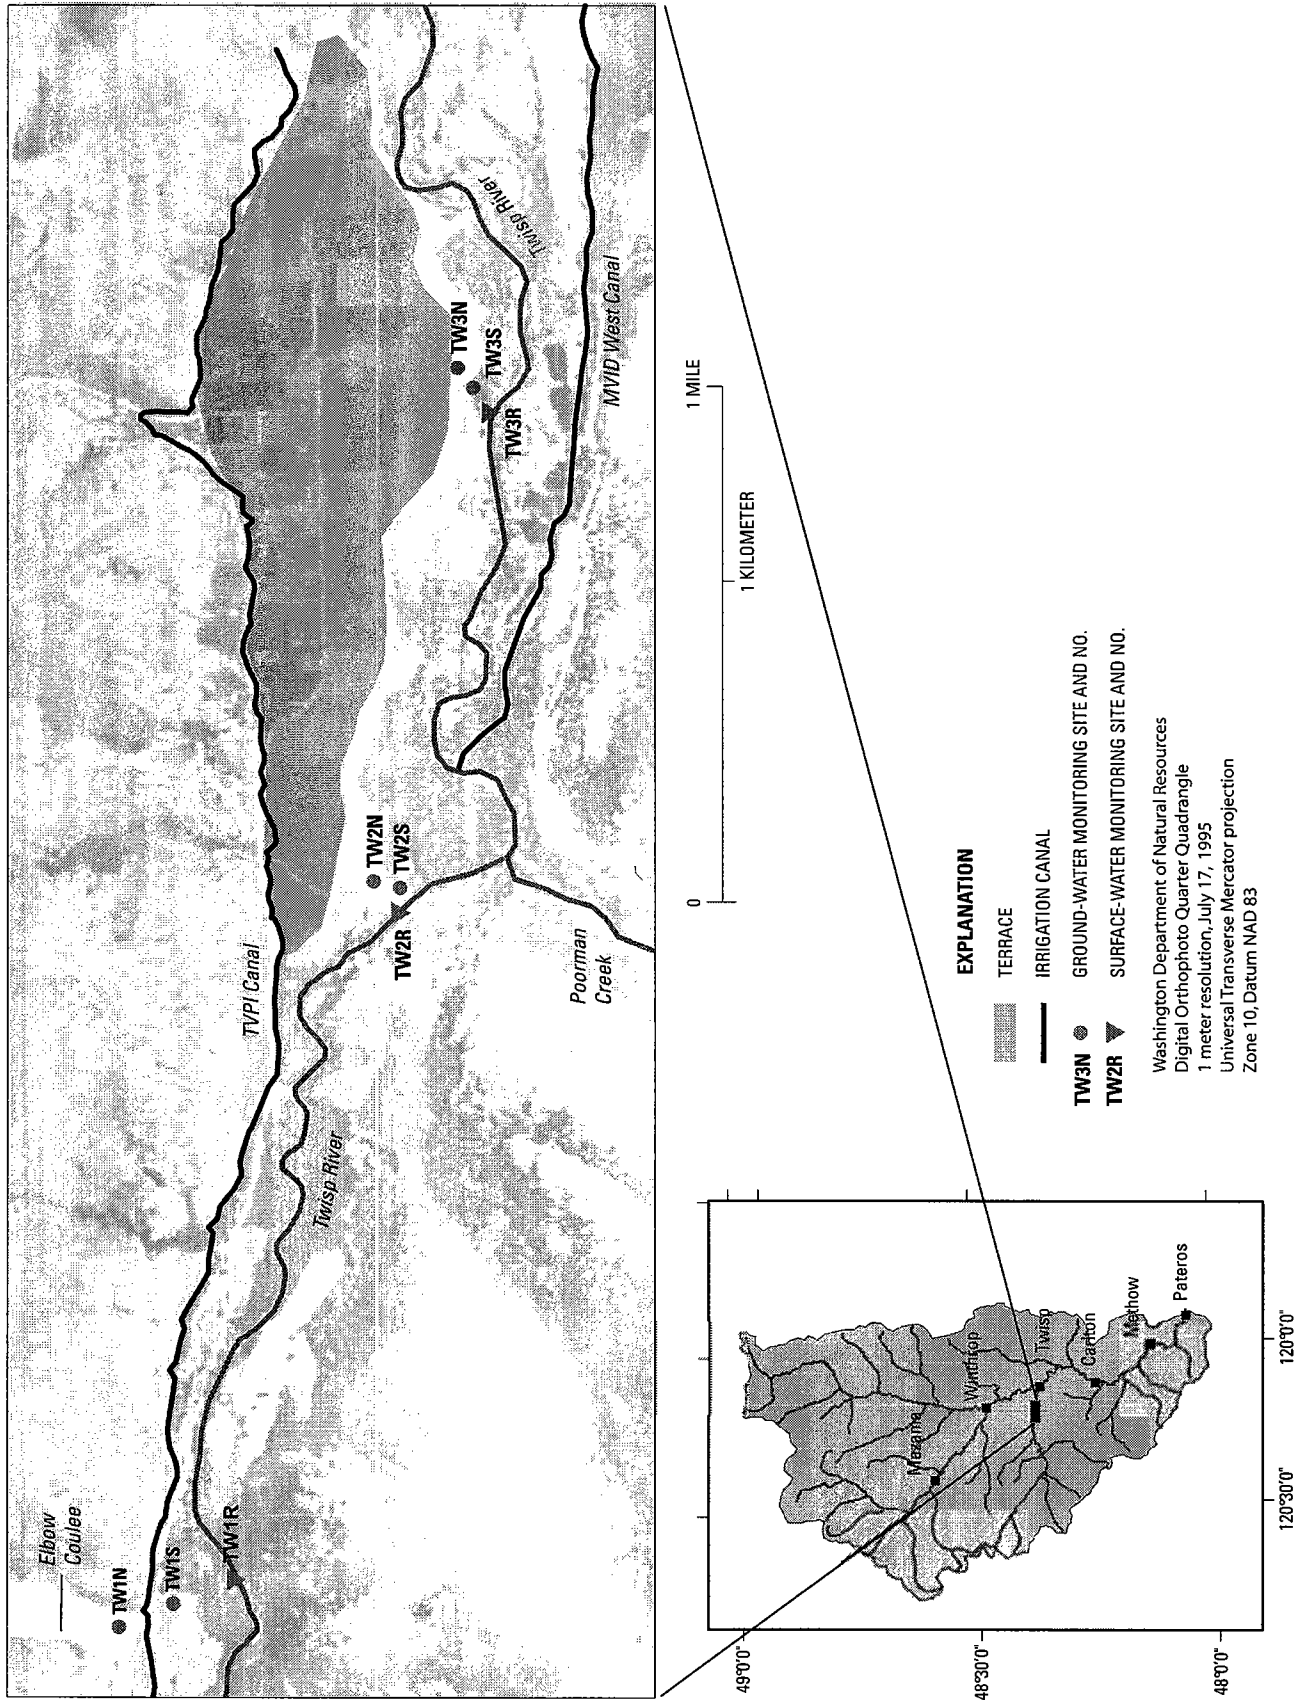 Elbow
Coulee
TW1N
TW1S
TW1R
Twisp River
TVPI Canal
TW2N
TW2S
TW2R
Poorman
Creek
TW3N
TW3S
TW3R
Twisp River
MVID West Canal
0
1 KILOMETER
1 MILE
EXPLANATION
TERRACE
IRRIGATION CANAL
TW3N GROUND-WATER MONITORING SITE AND NO.
TW2R SURFACE-WATER MONITORING SITE AND NO.
Washington Department of Natural Resources
Digital Orthophoto Quarter Quadrangle
1 meter resolution, July 17, 1995
Universal Transverse Mercator projection
Zone 10, Datum NAD 83
49°0'0"
48°30'0"
48°0'0"
120°30'0"
120°0'0"
Mazama
Winthrop
Twisp
Carlton
Methow
Pateros